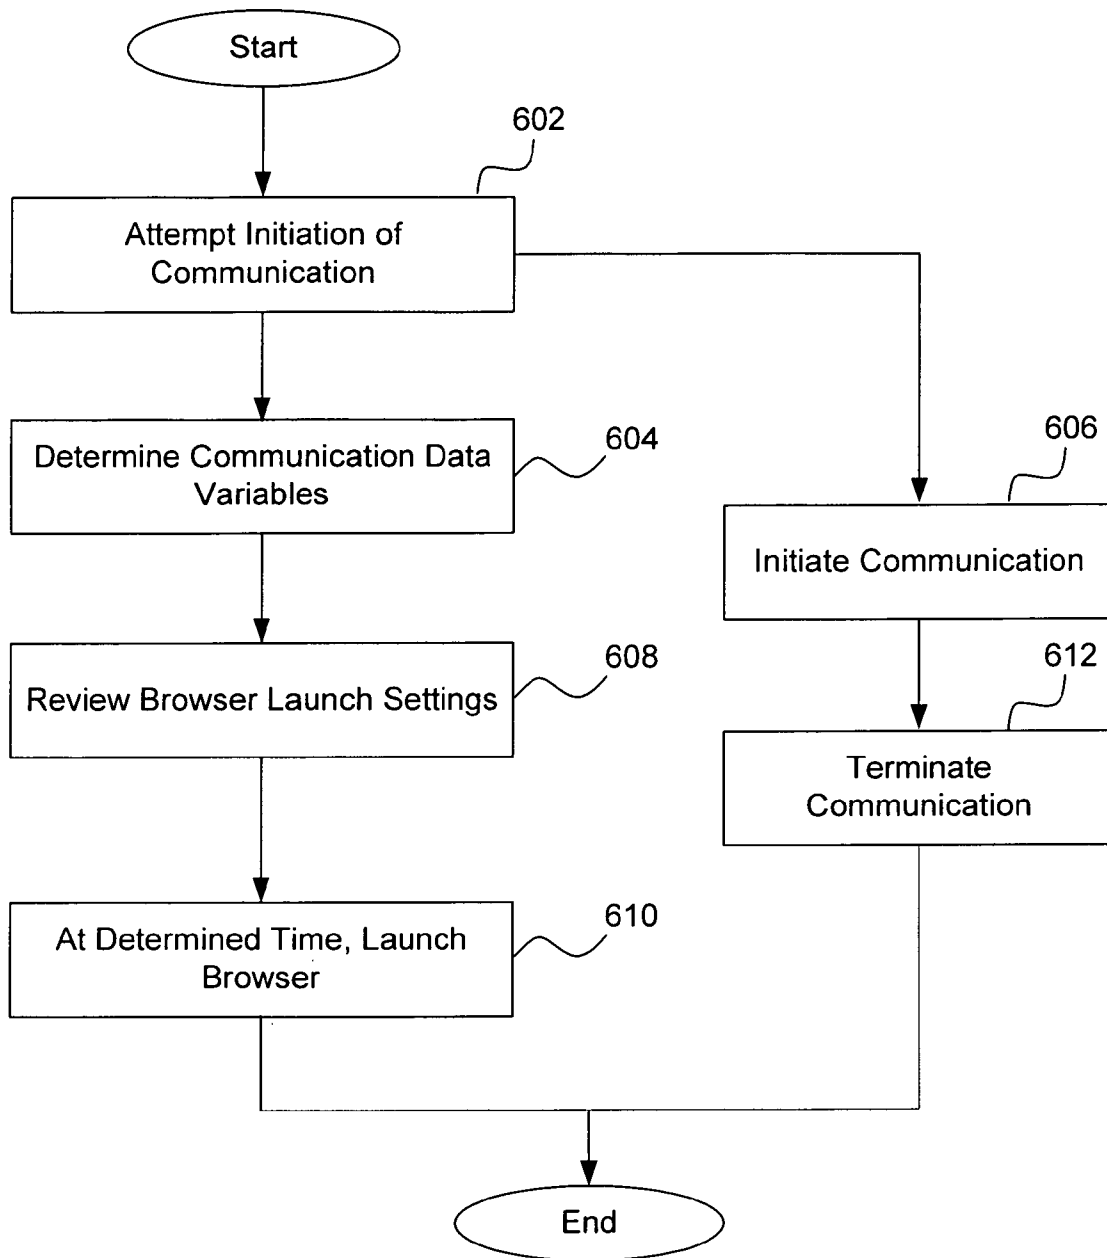 Start
602
Attempt Initiation of
Communication
604
Determine Communication Data
Variables
606
Initiate Communication
608
Review Browser Launch Settings
612
Terminate
Communication
610
At Determined Time, Launch
Browser
End